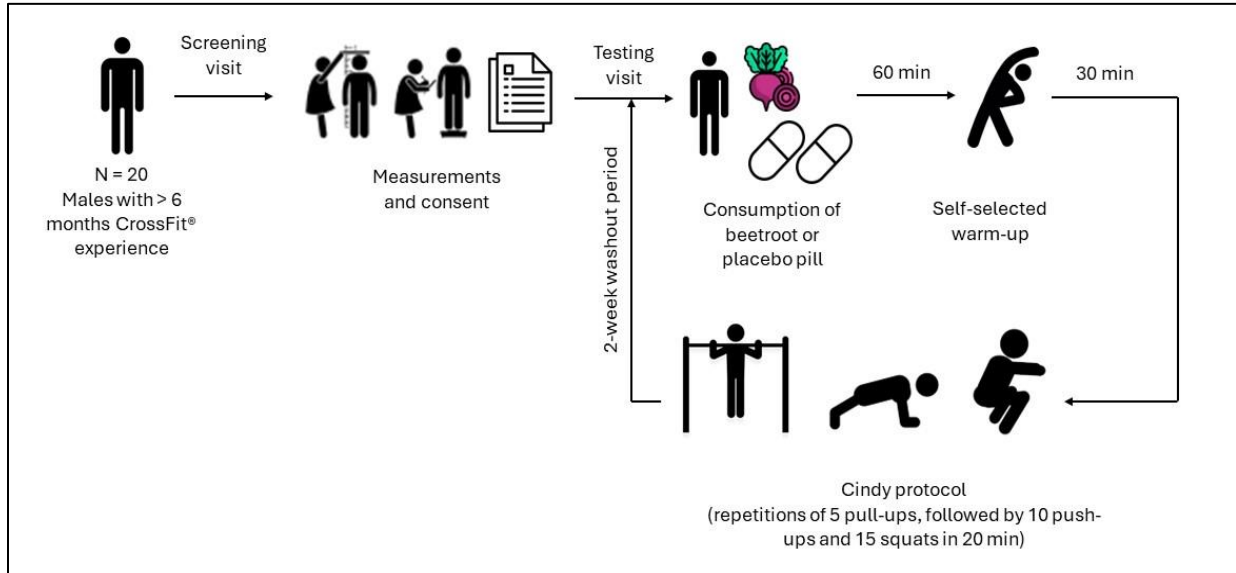 Screening
visit
N = 20
Males with > 6
months CrossFit®
experience
Measurements
and consent
Testing
visit
2-week washout period
Consumption of
beetroot or
placebo pill
60 min
Self-selected
warm-up
30 min
Cindy protocol
(repetitions of 5 pull-ups, followed by 10 push-
ups and 15 squats in 20 min)